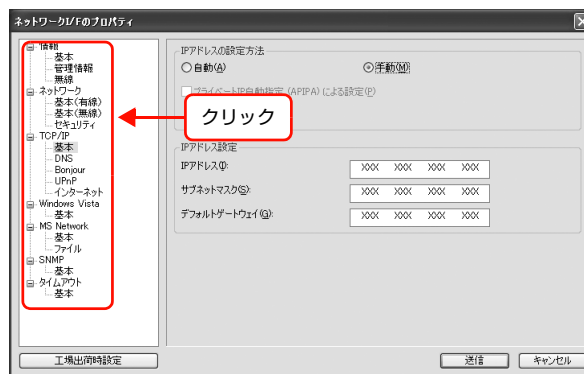 ネットワークI/Fのプロパティ
情報
基本
管理情報
無線
ネットワーク
基本(有線)
基本(無線)
セキュリティ
TCP/IP
基本
DNS
Bonjour
UPnP
インターネット
Windows Vista
基本
MS Network
基本
ファイル
SNMP
基本
タイムアウト
基本
クリック
IPアドレスの設定方法
自動(A)
手動(M)
プライベートIP自動指定 (APIPA) による設定(P)
IPアドレス設定
IPアドレス(I):
XXX XXX XXX XXX
サブネットマスク(S):
XXX XXX XXX XXX
デフォルトゲートウェイ(G):
XXX XXX XXX XXX
工場出荷時設定
送信
キャンセル